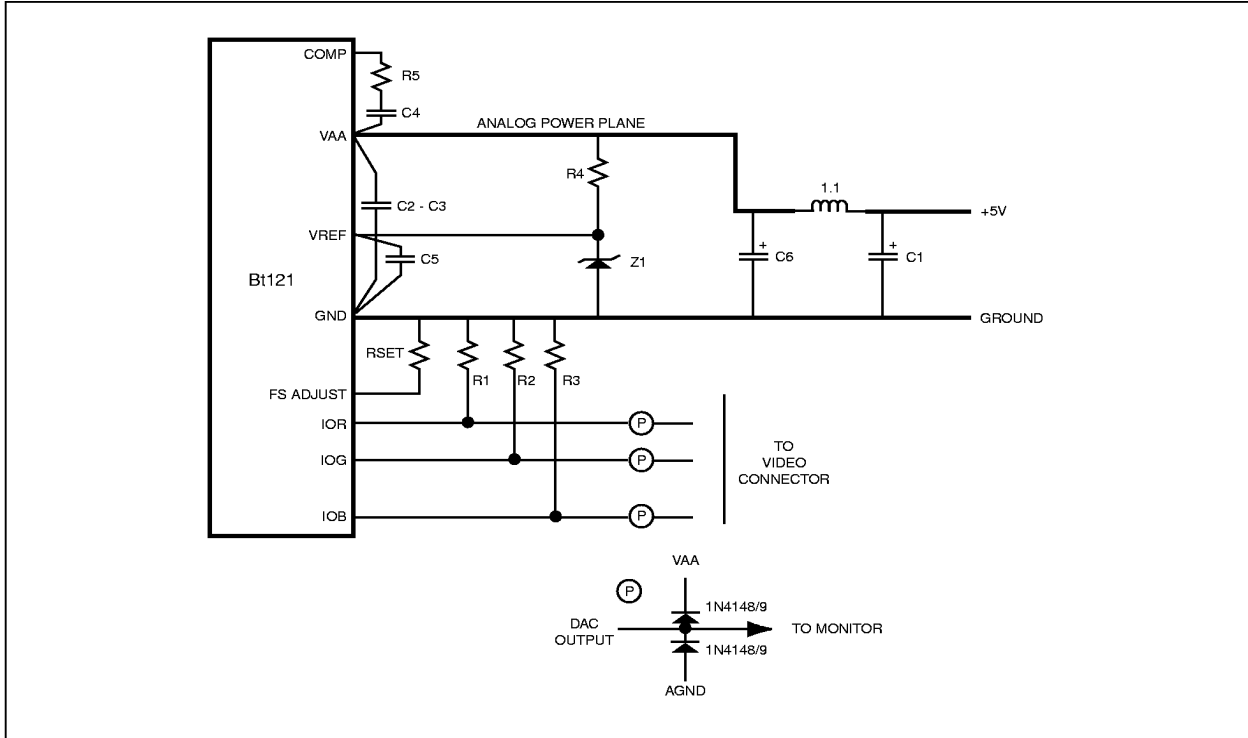 COMP
R5
C4
ANALOG POWER PLANE
VAA
R4
1.1
C2 - C3
+5V
VREF
C5
Z1
+
C6
+
C1
Bt121
GND
GROUND
RSET
R1
R2
R3
FS ADJUST
IOR
P
TO
VIDEO
CONNECTOR
IOG
P
IOB
P
VAA
P
1N4148/9
DAC
OUTPUT
TO MONITOR
1N4148/9
AGND